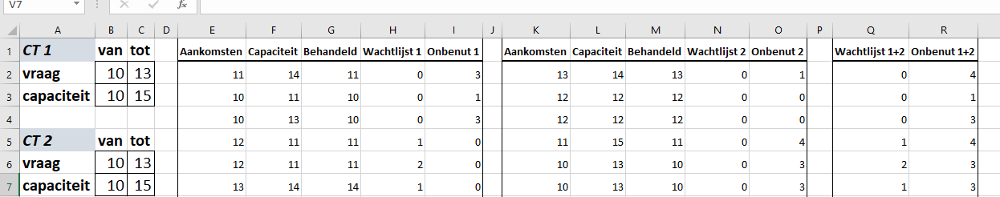 V7 fx
A B C D E F G H I J K L M N O P Q R
1 CT 1 van tot Aankomsten Capaciteit Behandeld Wachtlijst 1 Onbenut 1 Aankomsten Capaciteit Behandeld Wachtlijst 2 Onbenut 2 Wachtlijst 1+2 Onbenut 1+2
2 vraag 10 13 11 14 11 0 3 13 14 13 0 1 0 4
3 capaciteit 10 15 10 11 10 0 1 12 12 12 0 0 0 1
4 10 13 10 0 3 12 12 12 0 0 0 3
5 CT 2 van tot 12 11 11 1 0 11 15 11 0 4 1 4
6 vraag 10 13 12 11 11 2 0 10 13 10 0 3 2 3
7 capaciteit 10 15 13 14 14 1 0 10 13 10 0 3 1 3